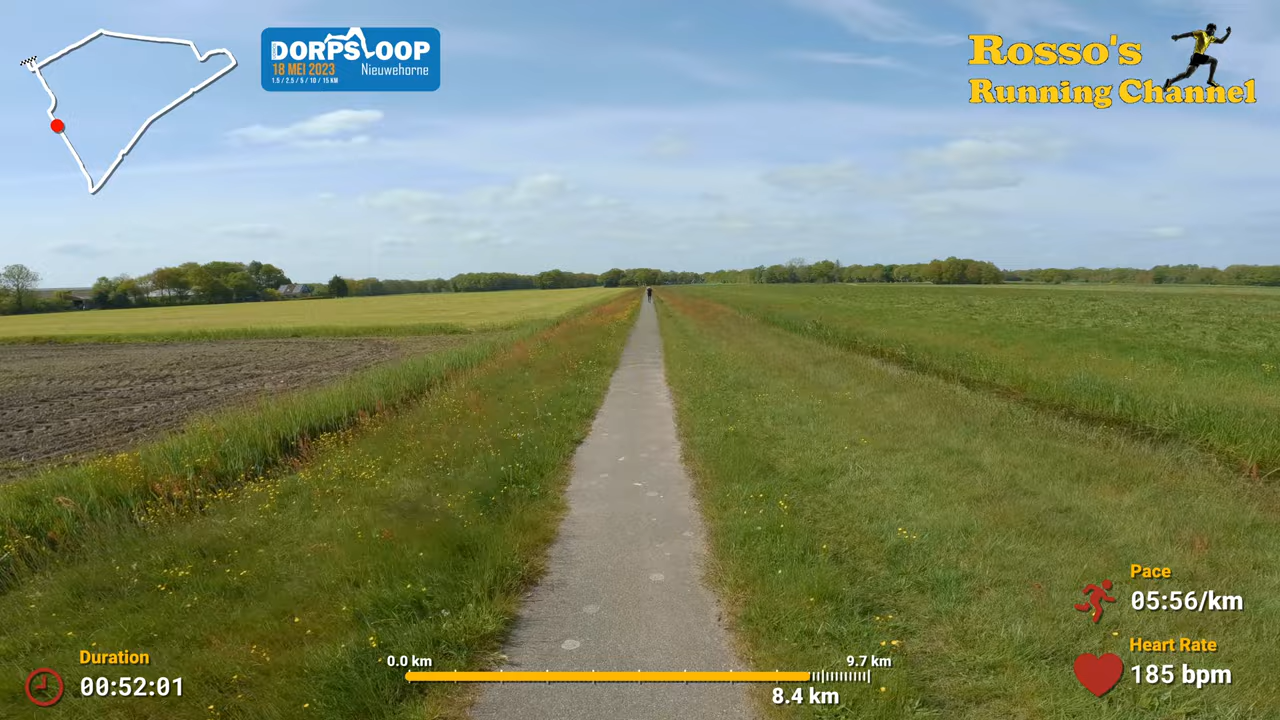 DORPSLOOP
18 MEI 2023
Nieuwehorne
1.5 / 2.5 / 5 / 10 / 15 KM
Rosso's
Running Channel
Pace
05:56/km
Heart Rate
185 bpm
Duration
00:52:01
0.0 km
9.7 km
8.4 km